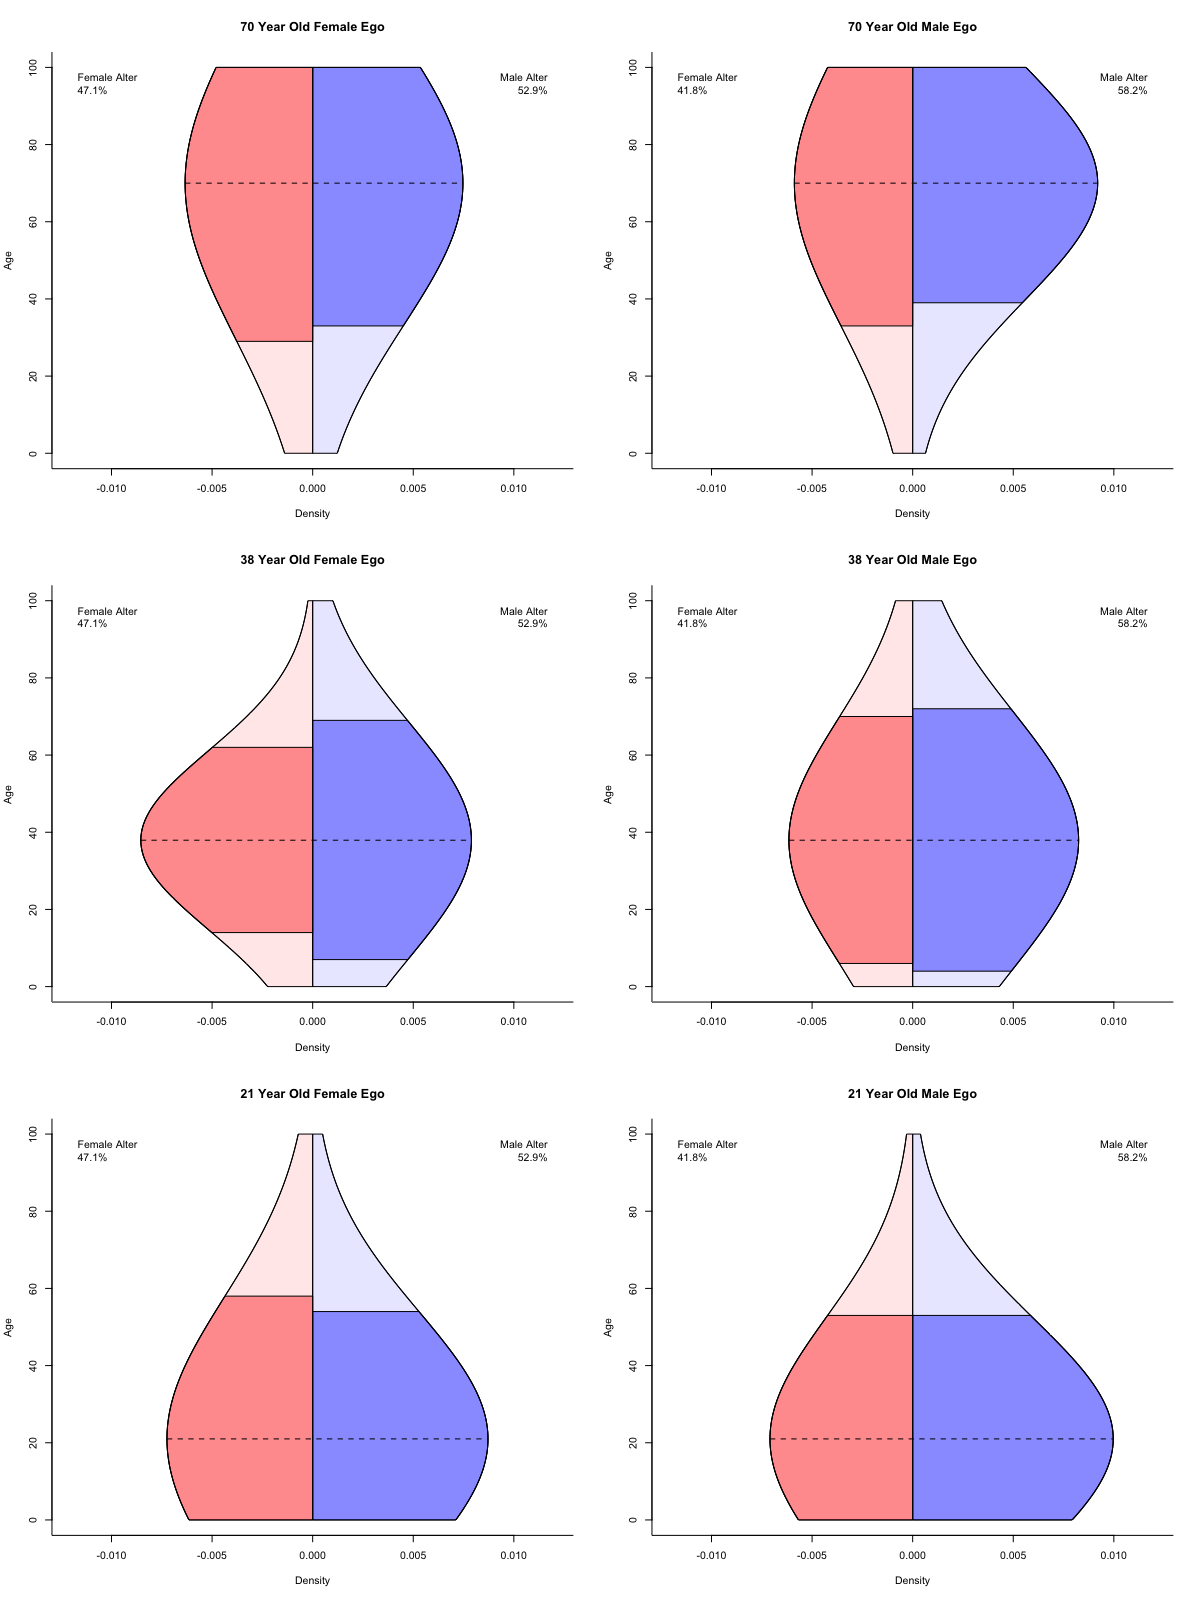 70 Year Old Female Ego
Female Alter
47.1%
Male Alter
52.9%
100
80
60
40
20
0
Age
-0.010 -0.005 0.000 0.005 0.010
Density
70 Year Old Male Ego
Female Alter
41.8%
Male Alter
58.2%
100
80
60
40
20
0
Age
-0.010 -0.005 0.000 0.005 0.010
Density
38 Year Old Female Ego
Female Alter
47.1%
Male Alter
52.9%
100
80
60
40
20
0
Age
-0.010 -0.005 0.000 0.005 0.010
Density
38 Year Old Male Ego
Female Alter
41.8%
Male Alter
58.2%
100
80
60
40
20
0
Age
-0.010 -0.005 0.000 0.005 0.010
Density
21 Year Old Female Ego
Female Alter
47.1%
Male Alter
52.9%
100
80
60
40
20
0
Age
-0.010 -0.005 0.000 0.005 0.010
Density
21 Year Old Male Ego
Female Alter
41.8%
Male Alter
58.2%
100
80
60
40
20
0
Age
-0.010 -0.005 0.000 0.005 0.010
Density